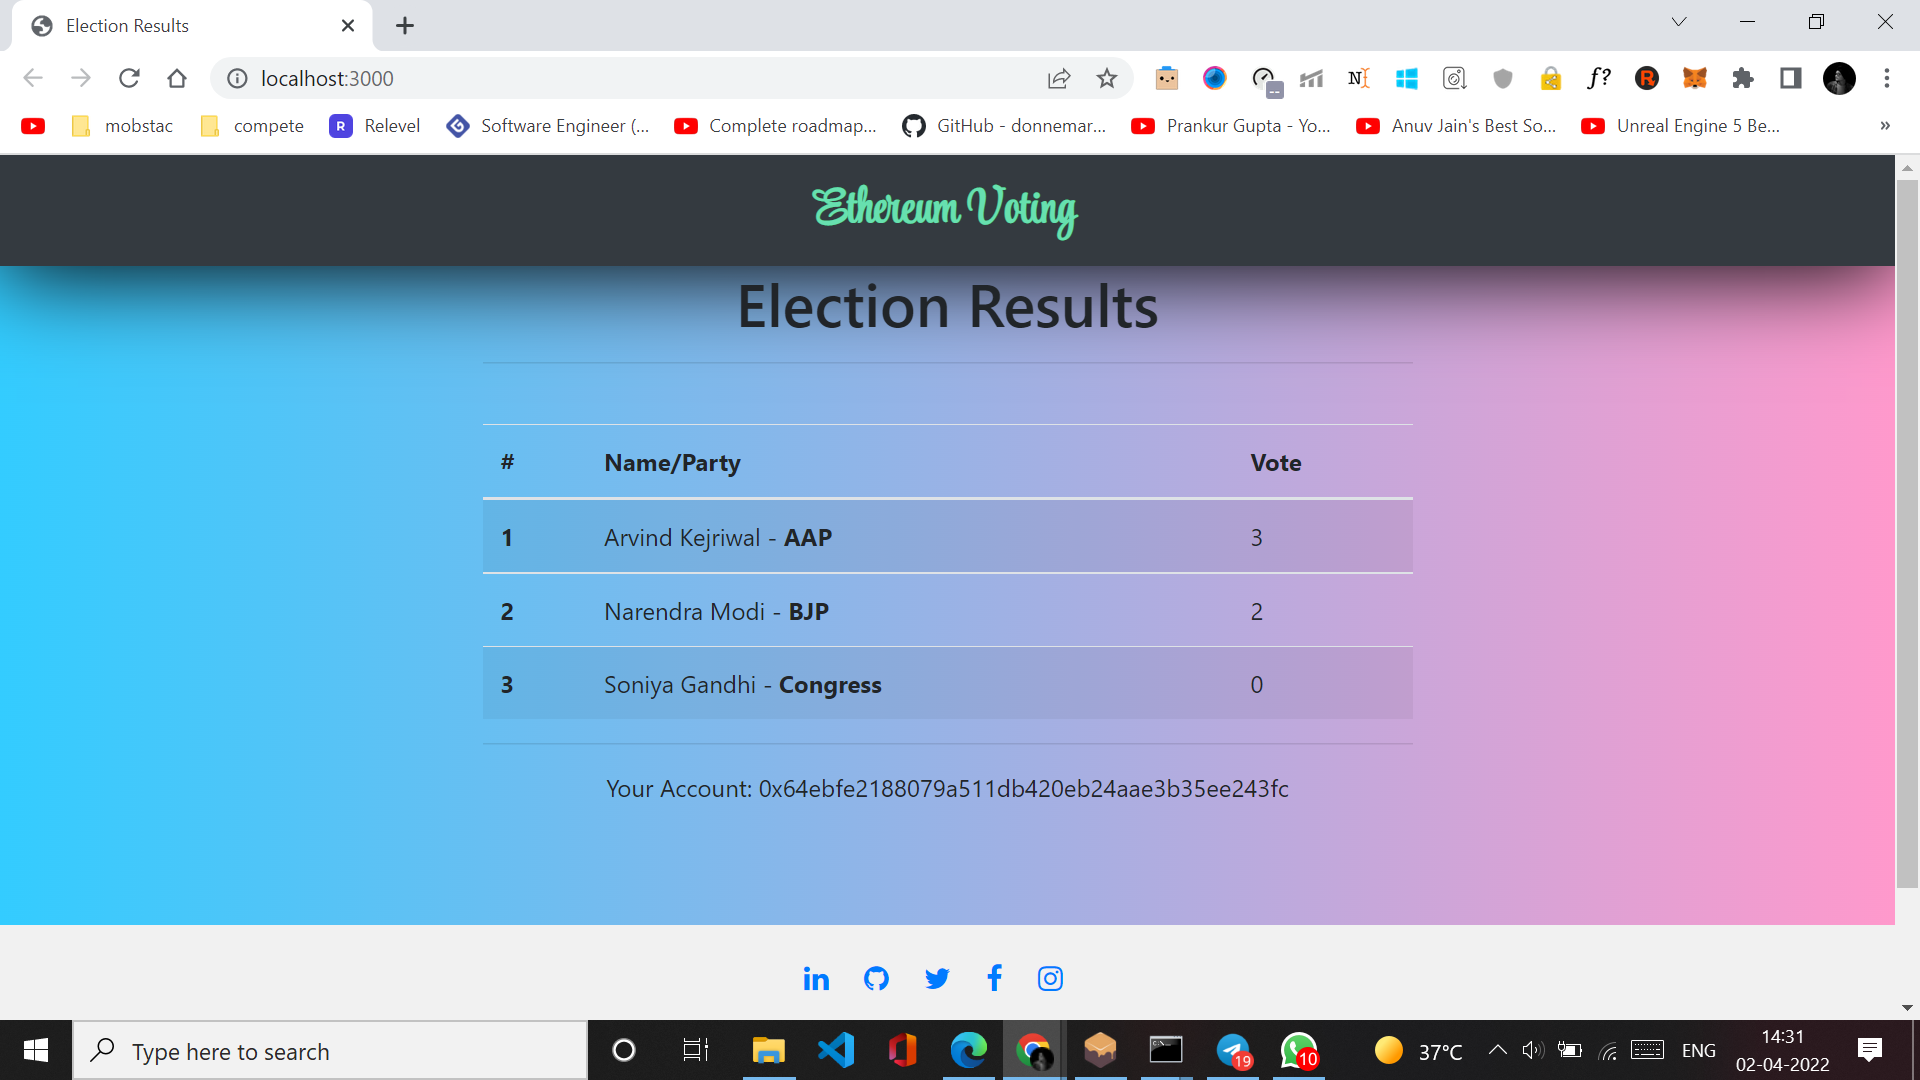 Election Results
localhost:3000
mobstac
compete
R Relevel
Software Engineer (...
Complete roadmap...
GitHub - donnemar...
Prankur Gupta - Yo...
Anuv Jain's Best So...
Unreal Engine 5 Be...
»
Ethereum Voting
Election Results
# Name/Party Vote
1 Arvind Kejriwal - AAP 3
2 Narendra Modi - BJP 2
3 Soniya Gandhi - Congress 0
Your Account: 0x64ebfe2188079a511db420eb24aae3b35ee243fc
Type here to search
19
10
37°C
ENG
14:31
02-04-2022